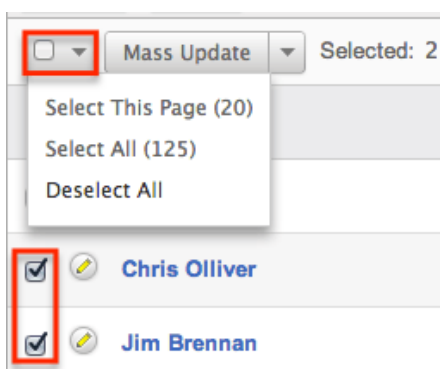 Mass Update Selected: 2
Select This Page (20)
Select All (125)
Deselect All
Chris Olliver
Jim Brennan